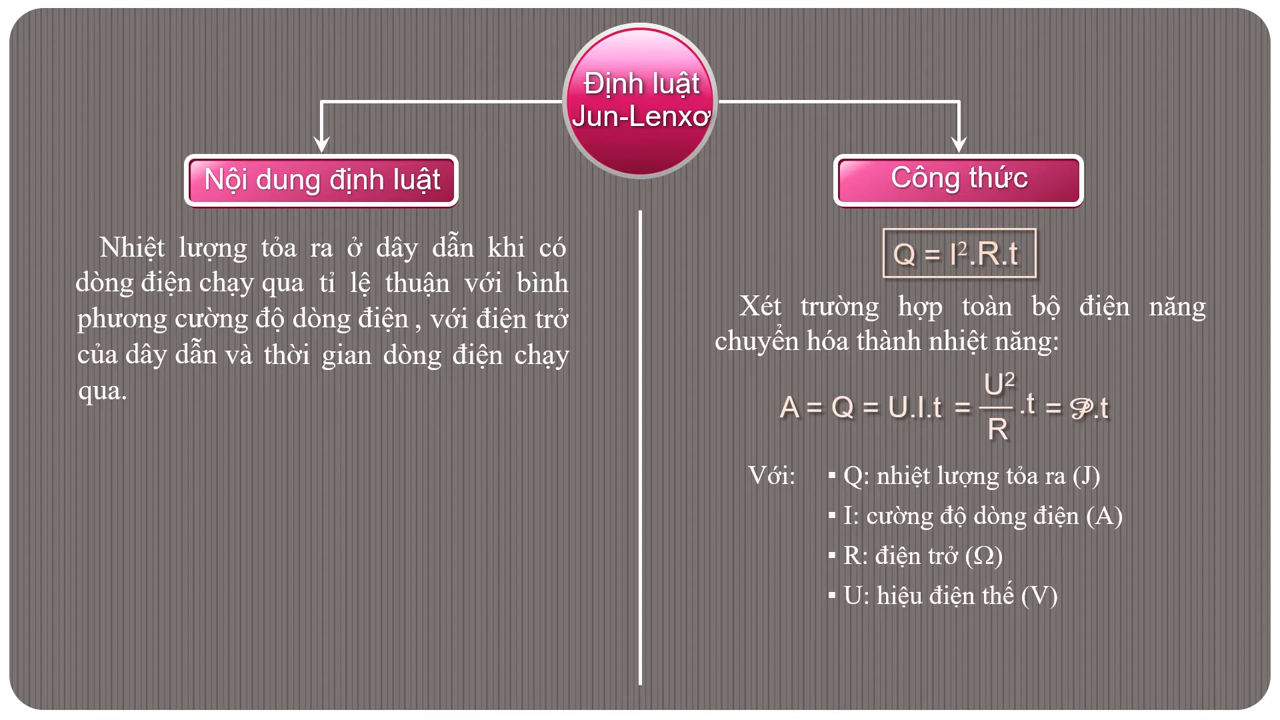 Định luật
Jun-Lenxơ
Nội dung định luật
Nhiệt lượng tỏa ra ở dây dẫn khi có
dòng điện chạy qua tỉ lệ thuận với bình
phương cường độ dòng điện , với điện trở
của dây dẫn và thời gian dòng điện chạy
qua.
Công thức
Q = I².R.t
Xét trường hợp toàn bộ điện năng
chuyển hóa thành nhiệt năng:
A = Q = U.I.t = U²/R .t = 𝒫.t
Với: ▪ Q: nhiệt lượng tỏa ra (J)
▪ I: cường độ dòng điện (A)
▪ R: điện trở (Ω)
▪ U: hiệu điện thế (V)